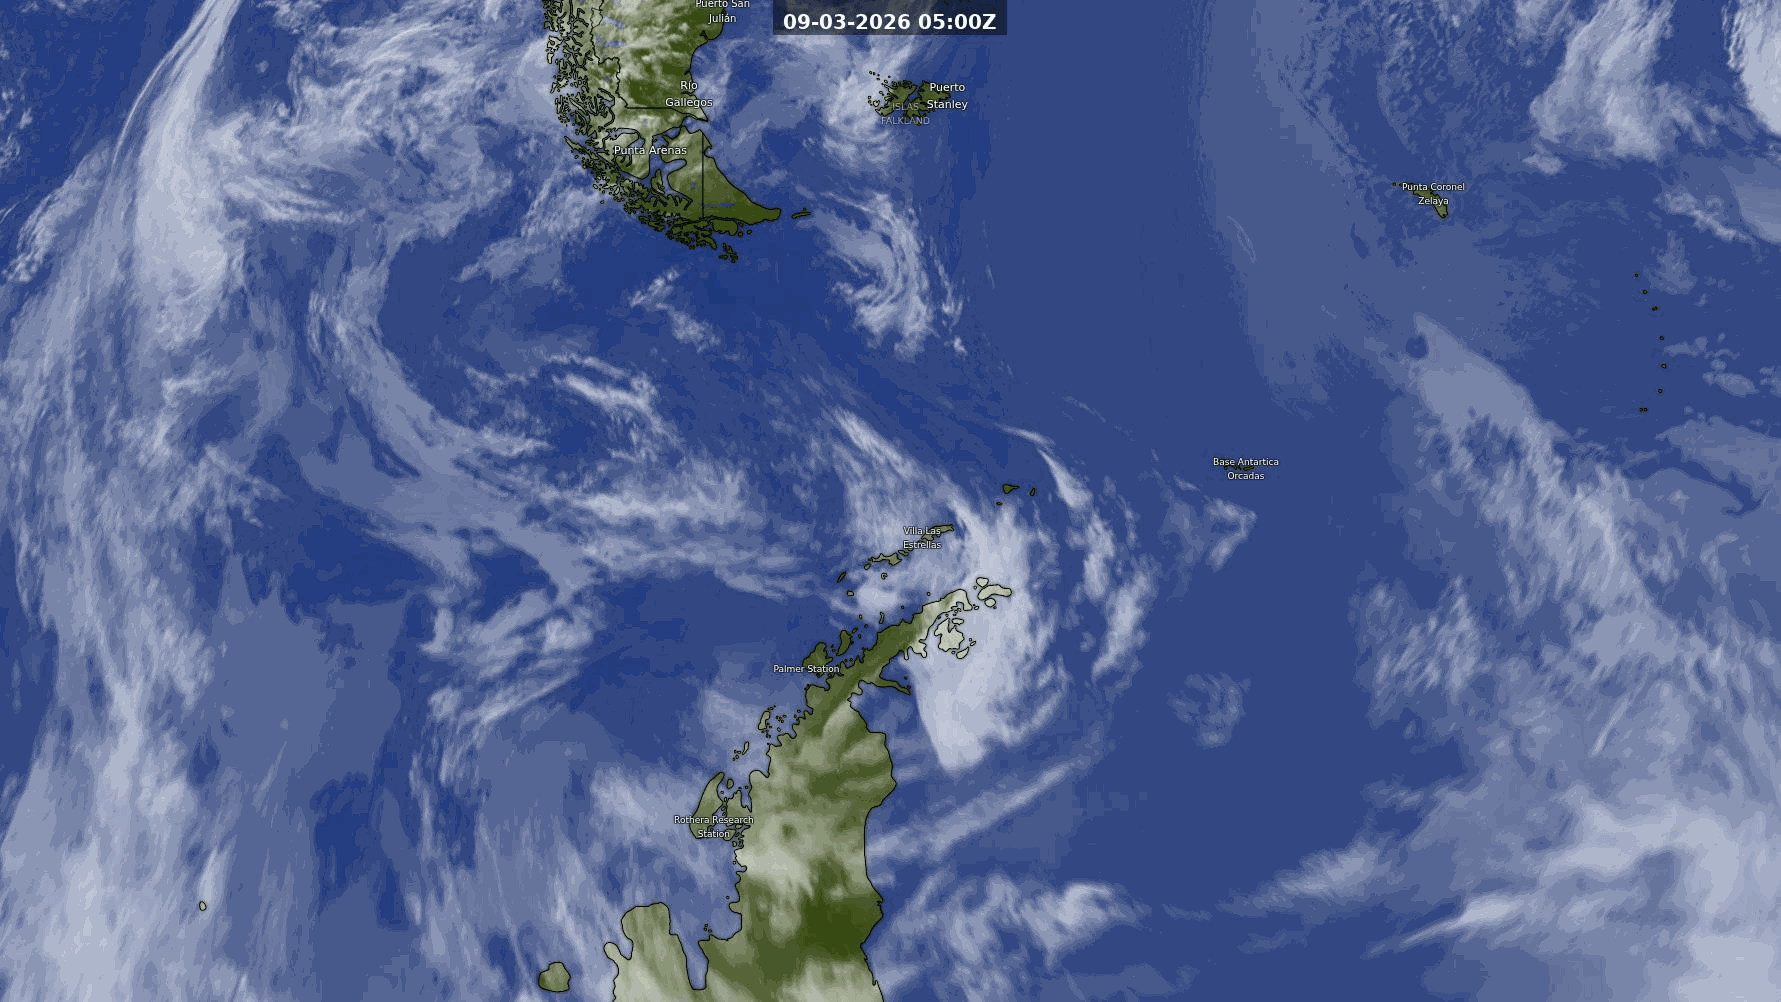 Puerto San
Julián
09-03-2026 05:00Z
Río
Gallegos
Puerto
Stanley
ISLAS
FALKLAND
Punta Arenas
Punta Coronel
Zelaya
Base Antartica
Orcadas
Villa Las
Estrellas
Palmer Station
Rothera Research
Station